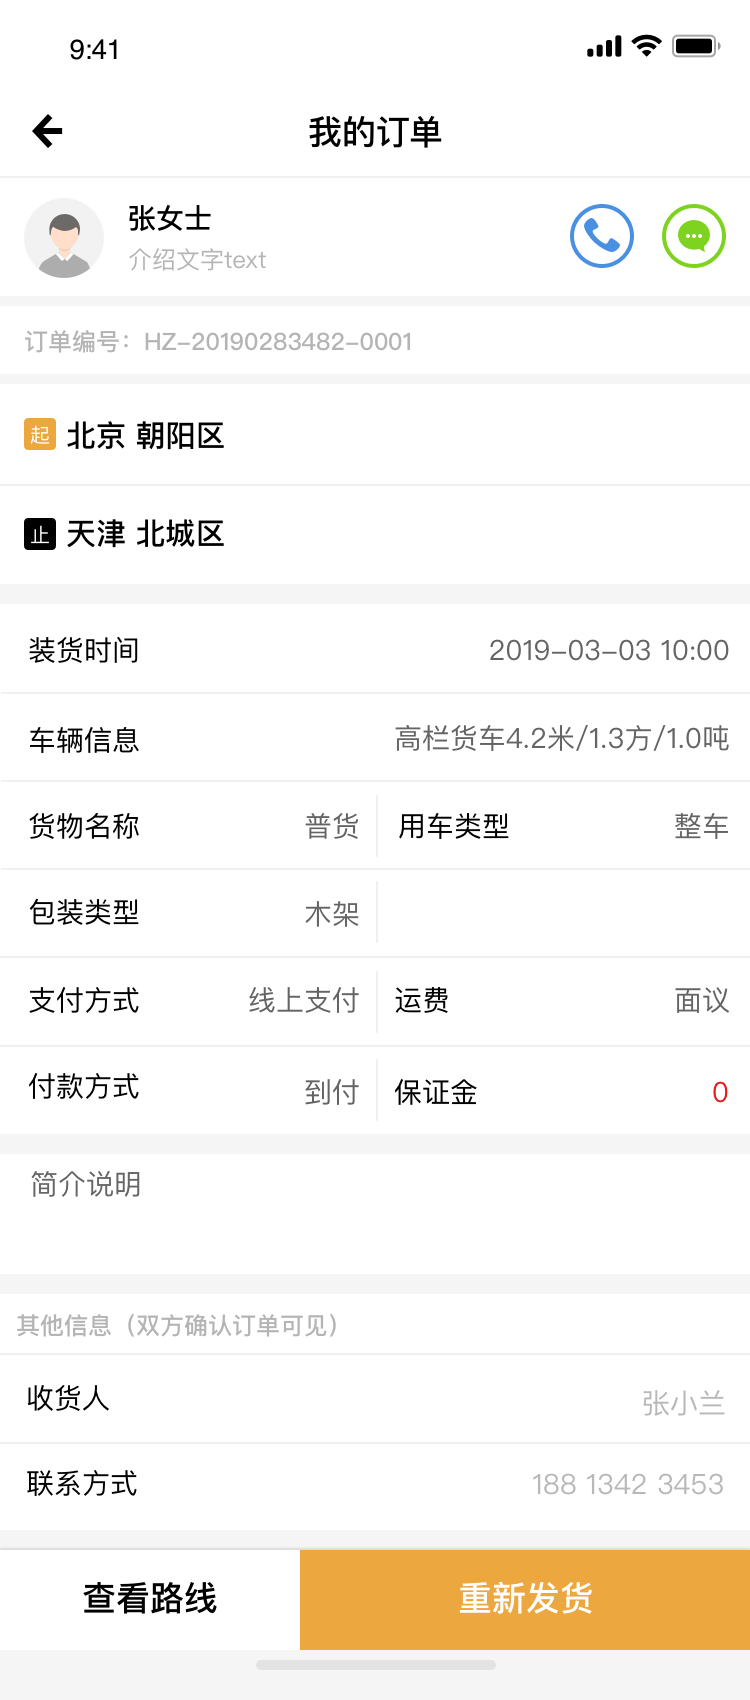 9:41
我的订单
张女士
介绍文字text
订单编号：HZ-20190283482-0001
起 北京 朝阳区
止 天津 北城区
装货时间 2019-03-03 10:00
车辆信息 高栏货车4.2米/1.3方/1.0吨
货物名称 普货 用车类型 整车
包装类型 木架
支付方式 线上支付 运费 面议
付款方式 到付 保证金 0
简介说明
其他信息（双方确认订单可见）
收货人 张小兰
联系方式 188 1342 3453
查看路线 重新发货